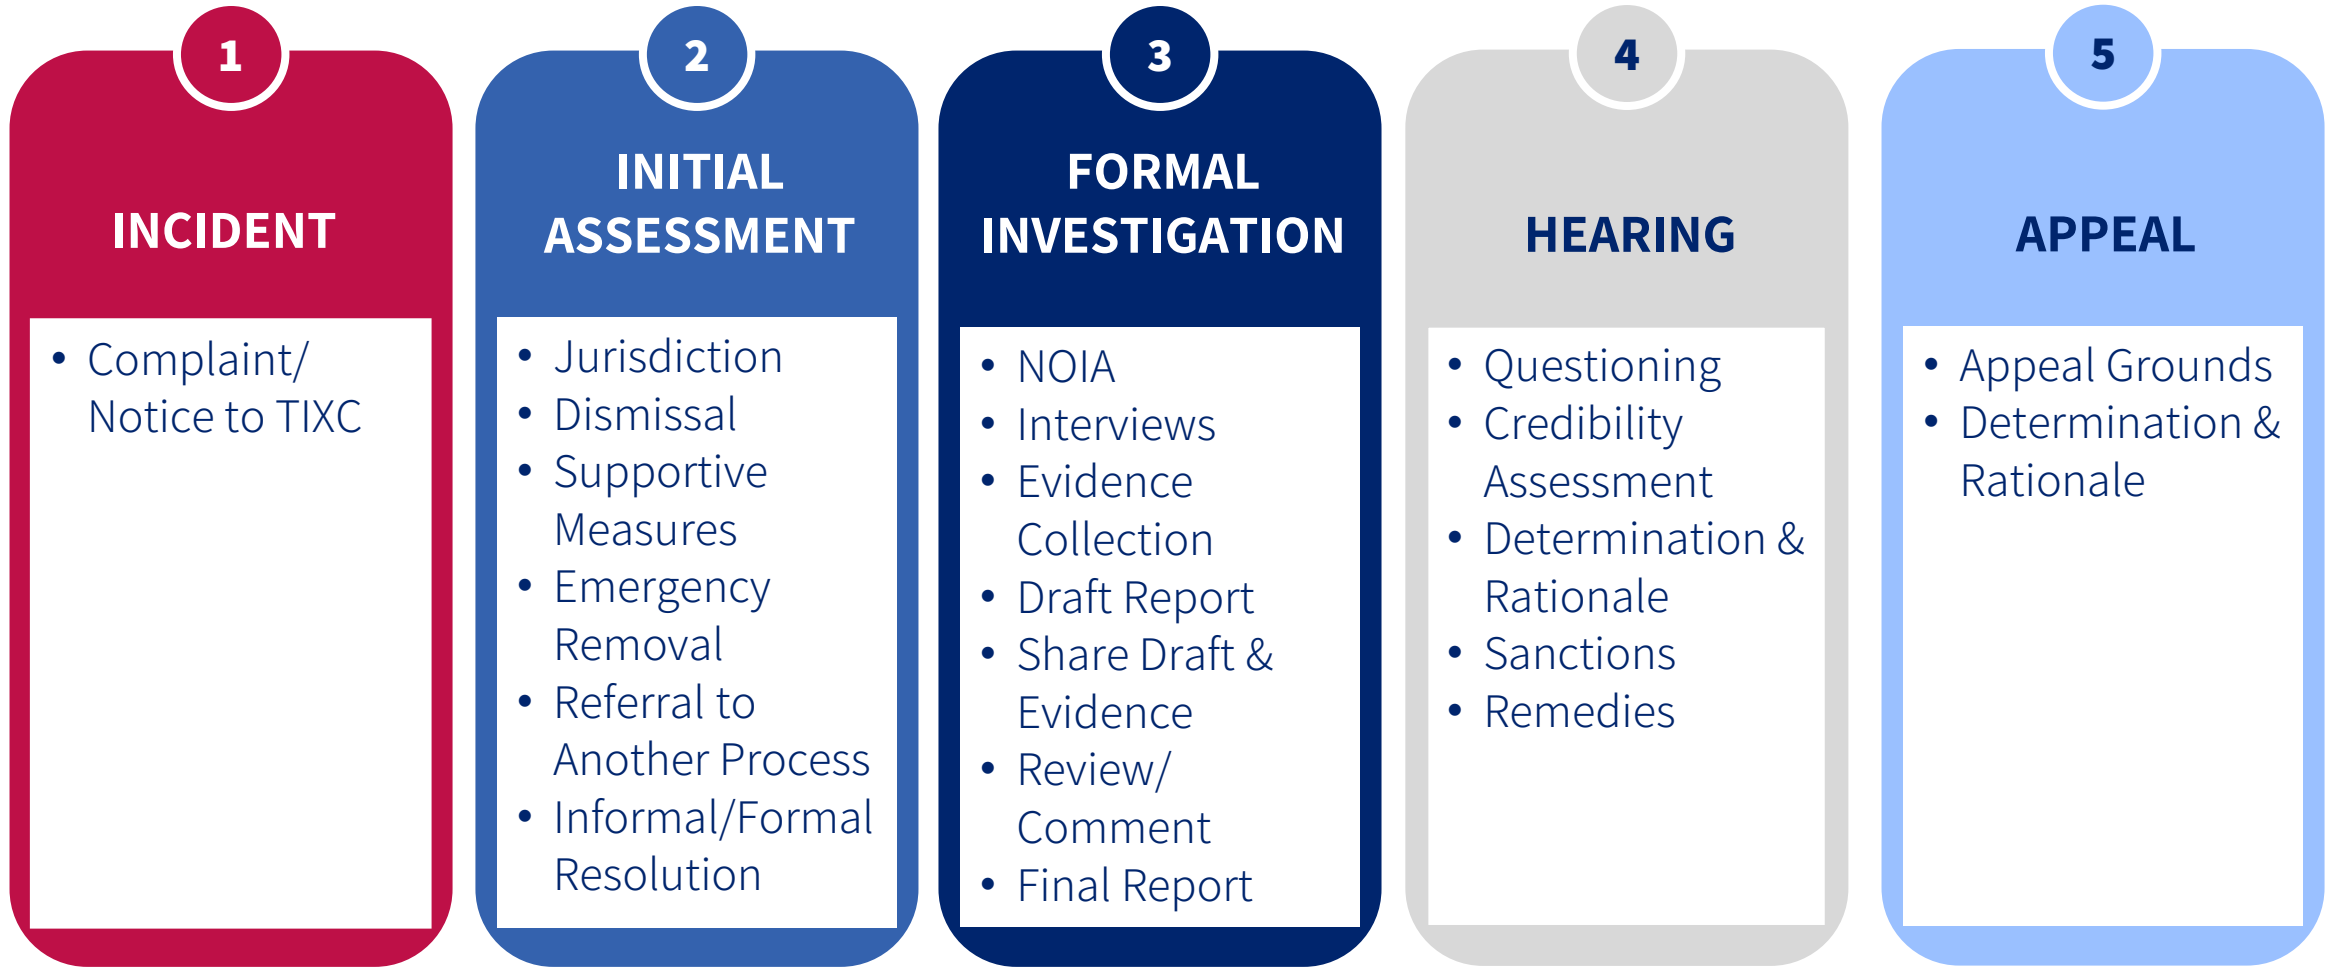 1
INCIDENT
• Complaint/
Notice to TIXC
2
INITIAL
ASSESSMENT
• Jurisdiction
• Dismissal
• Supportive
Measures
• Emergency
Removal
• Referral to
Another Process
• Informal/Formal
Resolution
3
FORMAL
INVESTIGATION
• NOIA
• Interviews
• Evidence
Collection
• Draft Report
• Share Draft &
Evidence
• Review/
Comment
• Final Report
4
HEARING
• Questioning
• Credibility
Assessment
• Determination &
Rationale
• Sanctions
• Remedies
5
APPEAL
• Appeal Grounds
• Determination &
Rationale